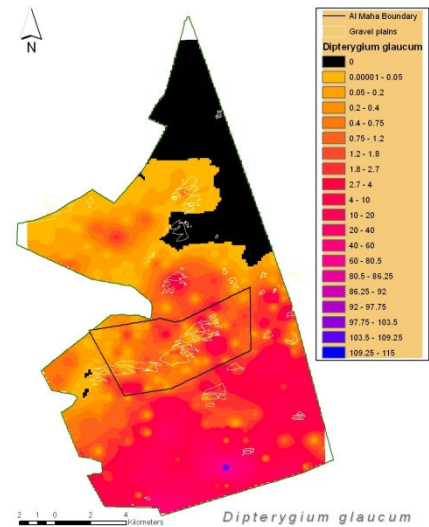 N
Al Maha Boundary
Gravel plains
Dipterygium glaucum
0
0.00001 - 0.05
0.05 - 0.2
0.2 - 0.4
0.4 - 0.75
0.75 - 1.2
1.2 - 1.8
1.8 - 2.7
2.7 - 4
4 - 10
10 - 20
20 - 40
40 - 60
60 - 80.5
80.5 - 86.25
86.25 - 92
92 - 97.75
97.75 - 103.5
103.5 - 109.25
109.25 - 115
2 1 0 2 4
Kilometers
Dipterygium glaucum